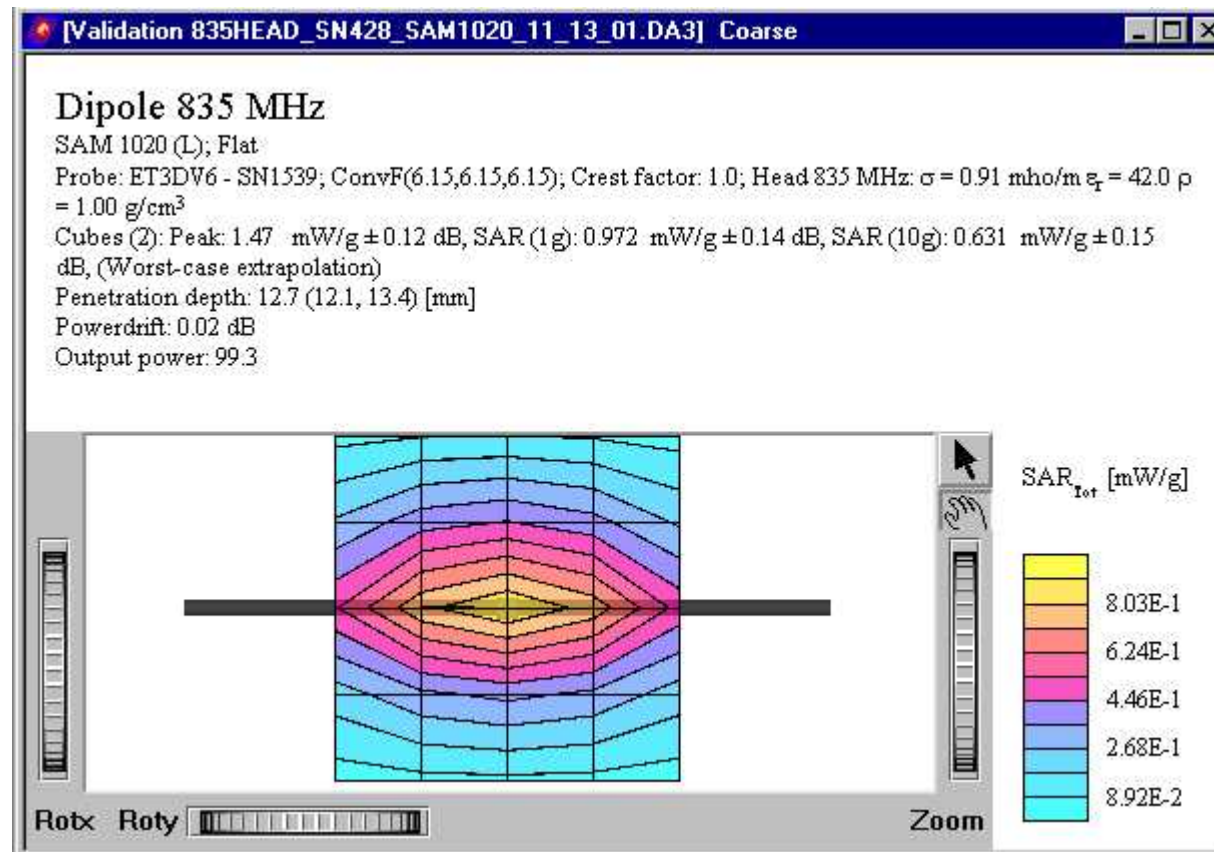 [Validation 835HEAD_SN428_SAM1020_11_13_01.DA3] Coarse
Dipole 835 MHz
SAM 1020 (L); Flat
Probe: ET3DV6 - SN1539; ConvF(6.15,6.15,6.15); Crest factor: 1.0; Head 835 MHz: σ = 0.91 mho/m εr = 42.0 ρ
= 1.00 g/cm³
Cubes (2): Peak: 1.47 mW/g ± 0.12 dB, SAR (1g): 0.972 mW/g ± 0.14 dB, SAR (10g): 0.631 mW/g ± 0.15
dB, (Worst-case extrapolation)
Penetration depth: 12.7 (12.1, 13.4) [mm]
Powerdrift: 0.02 dB
Output power: 99.3
SARTot [mW/g]
8.03E-1
6.24E-1
4.46E-1
2.68E-1
8.92E-2
Rotx Roty Zoom